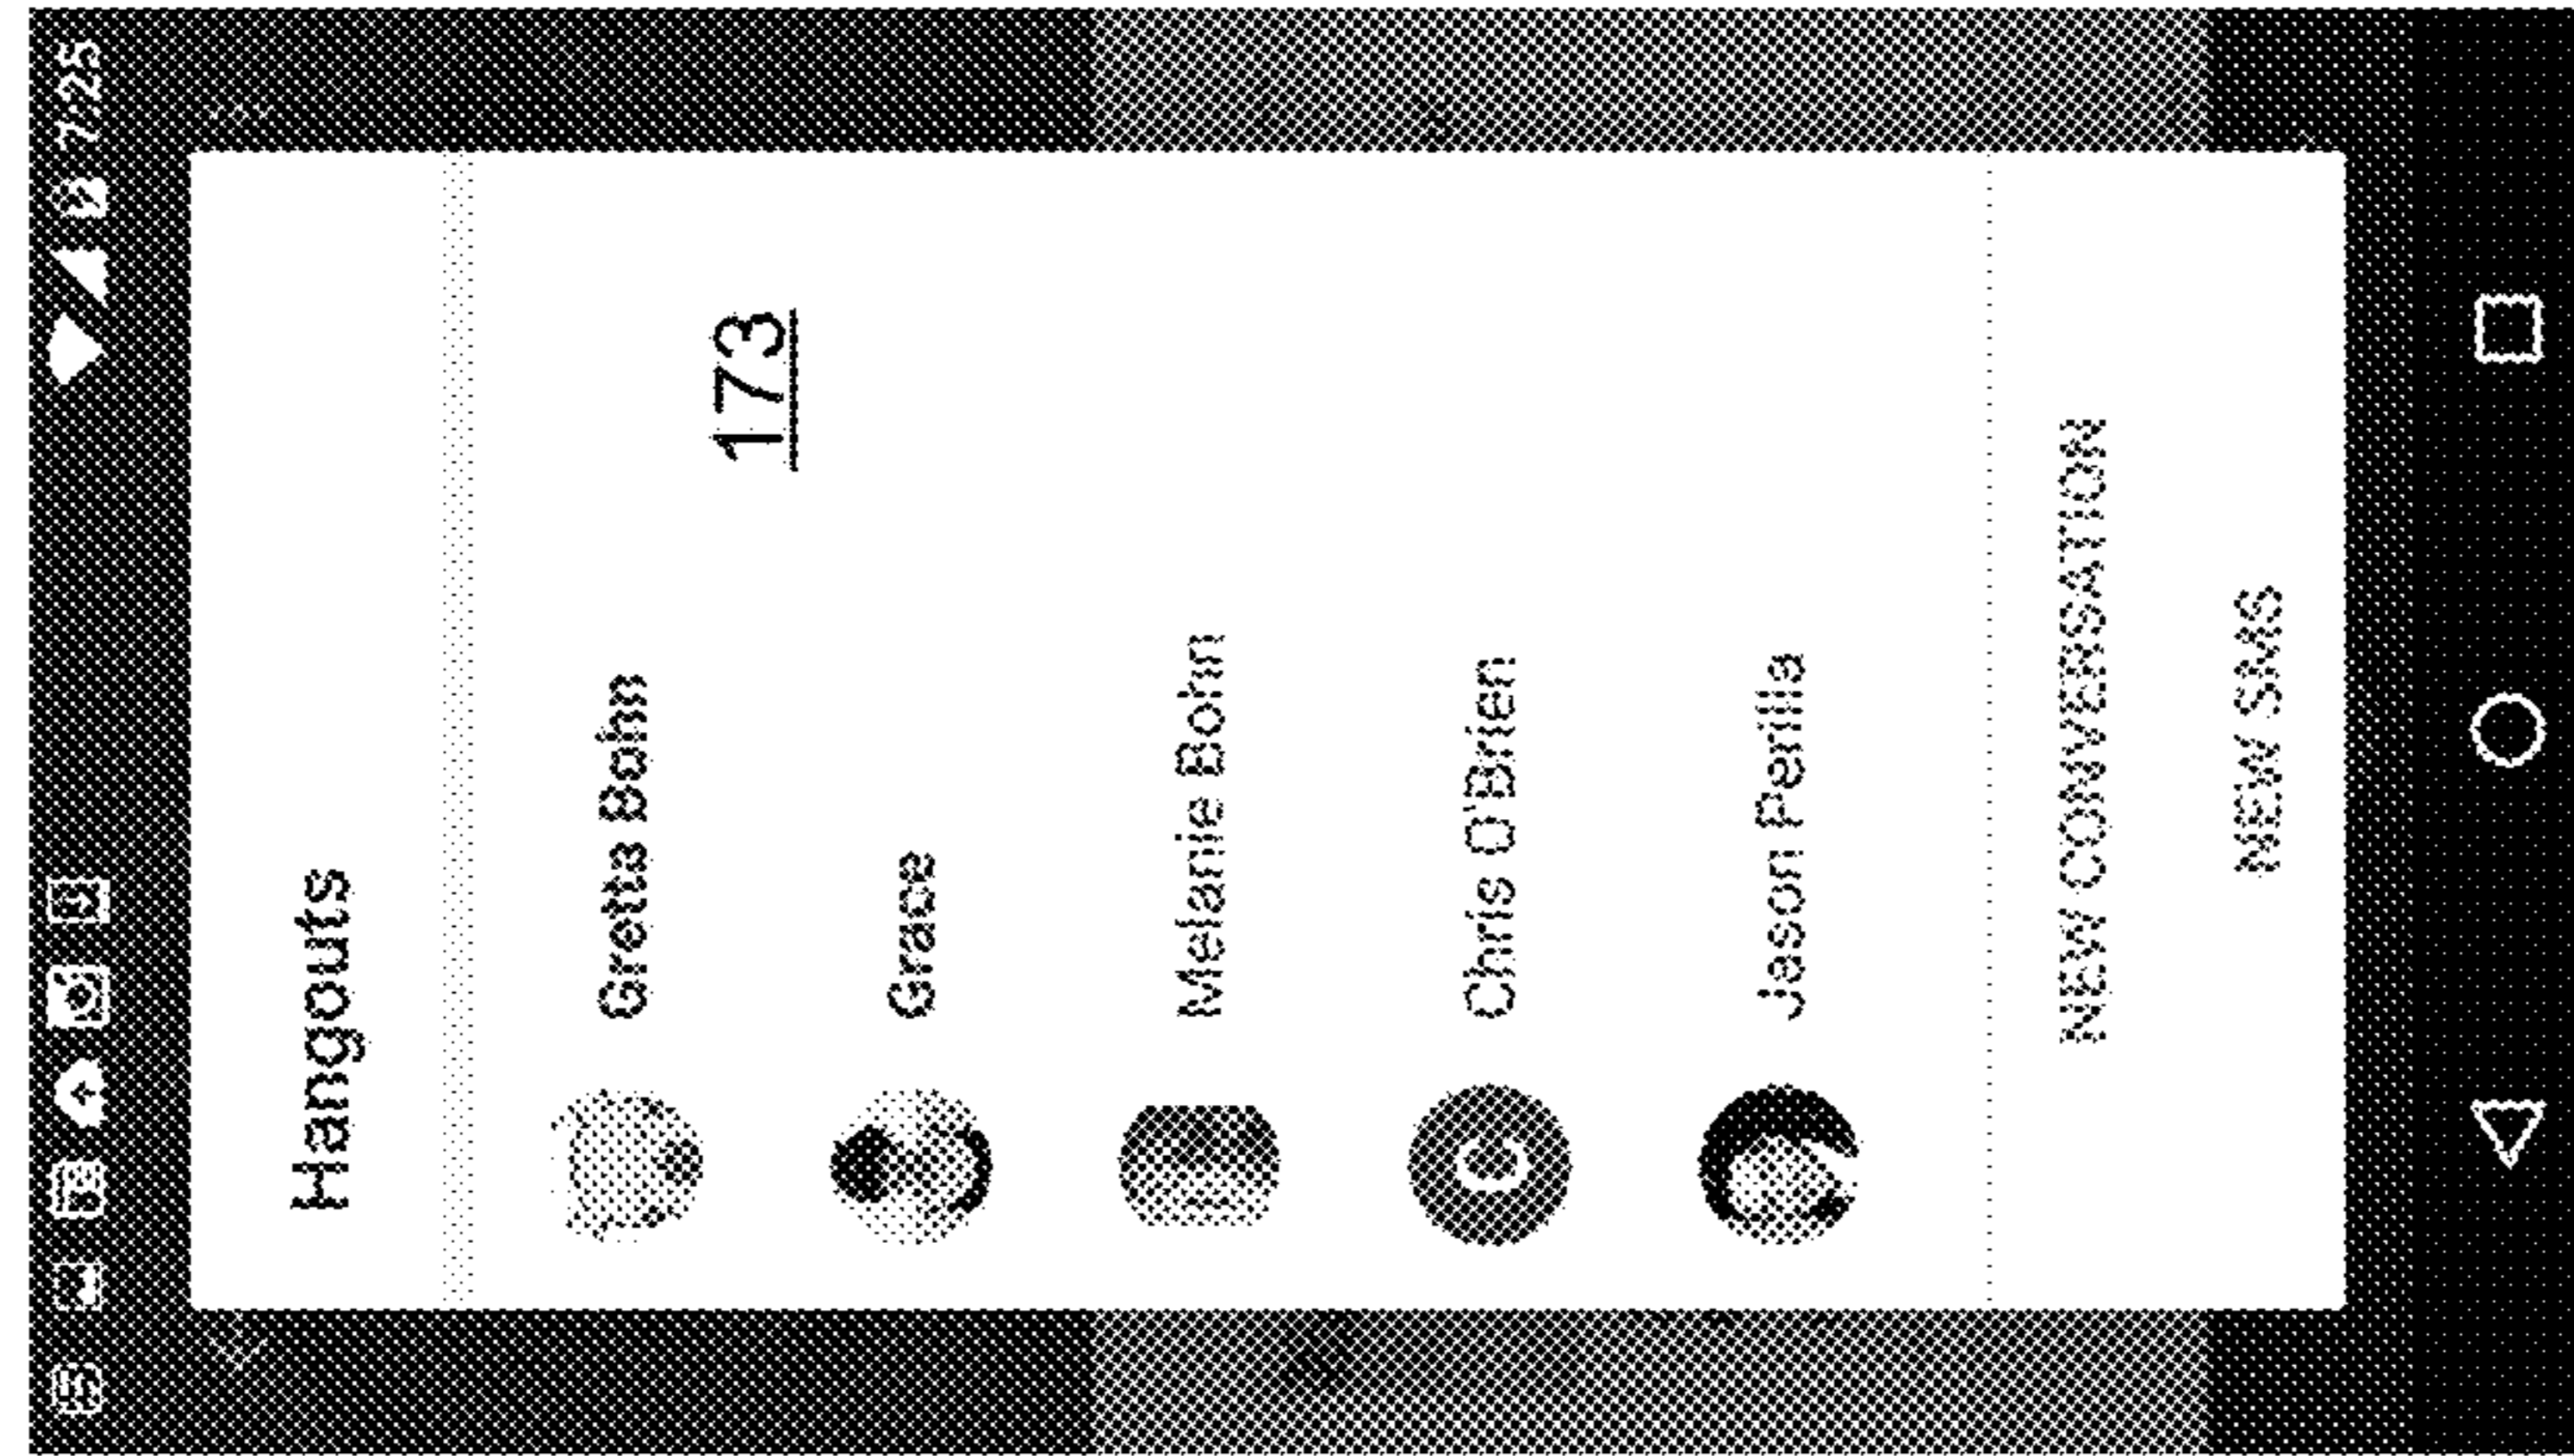 7:25
Hangouts
Gretta Bohn
173
Grace
Melanie Bohn
C
Chris O'Brien
Jason Perilla
NEW CONVERSATION
NEW SMS